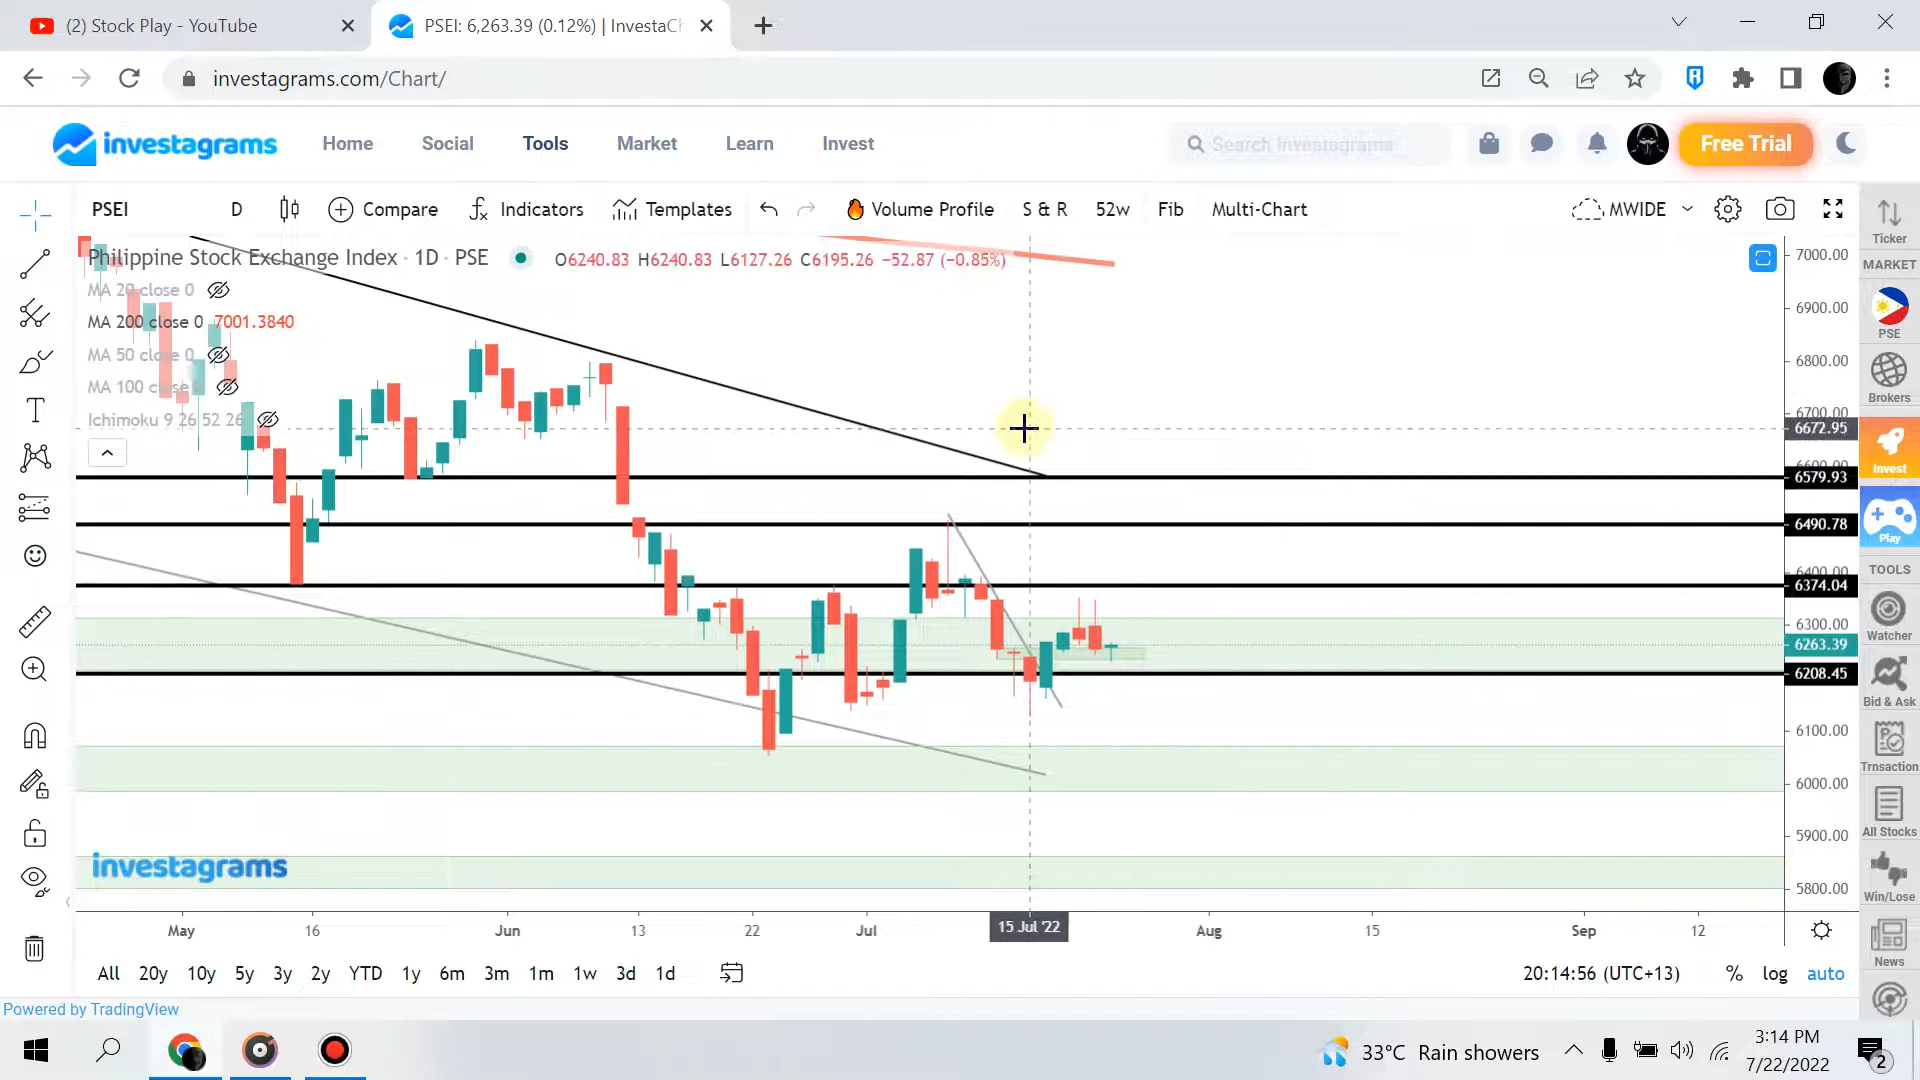 (2) Stock Play - YouTube
PSEI: 6,263.39 (0.12%) | InvestaCh
investagrams.com/Chart/
investagrams
Home
Social
Tools
Market
Learn
Invest
Search Investagrams
Free Trial
PSEI
D
Compare
Indicators
Templates
Volume Profile
S & R
52w
Fib
Multi-Chart
MWIDE
Ticker
Philippine Stock Exchange Index · 1D · PSE
O6240.83 H6240.83 L6127.26 C6195.26 −52.87 (−0.85%)
MA 20 close 0
MA 200 close 0 7001.3840
MA 50 close 0
MA 100 close
Ichimoku 9 26 52 26
7000.00
6900.00
6800.00
6700.00
6672.95
6600.00
6579.93
6490.78
6400.00
6374.04
6300.00
6263.39
6208.45
6100.00
6000.00
5900.00
5800.00
MARKET
PSE
Brokers
Invest
Play
TOOLS
Watcher
Bid & Ask
Trnsaction
All Stocks
Win/Lose
News
investagrams
May
16
Jun
13
22
Jul
15 Jul '22
Aug
15
Sep
12
All
20y
10y
5y
3y
2y
YTD
1y
6m
3m
1m
1w
3d
1d
20:14:56 (UTC+13)
%
log
auto
Powered by TradingView
33°C Rain showers
3:14 PM
7/22/2022
2